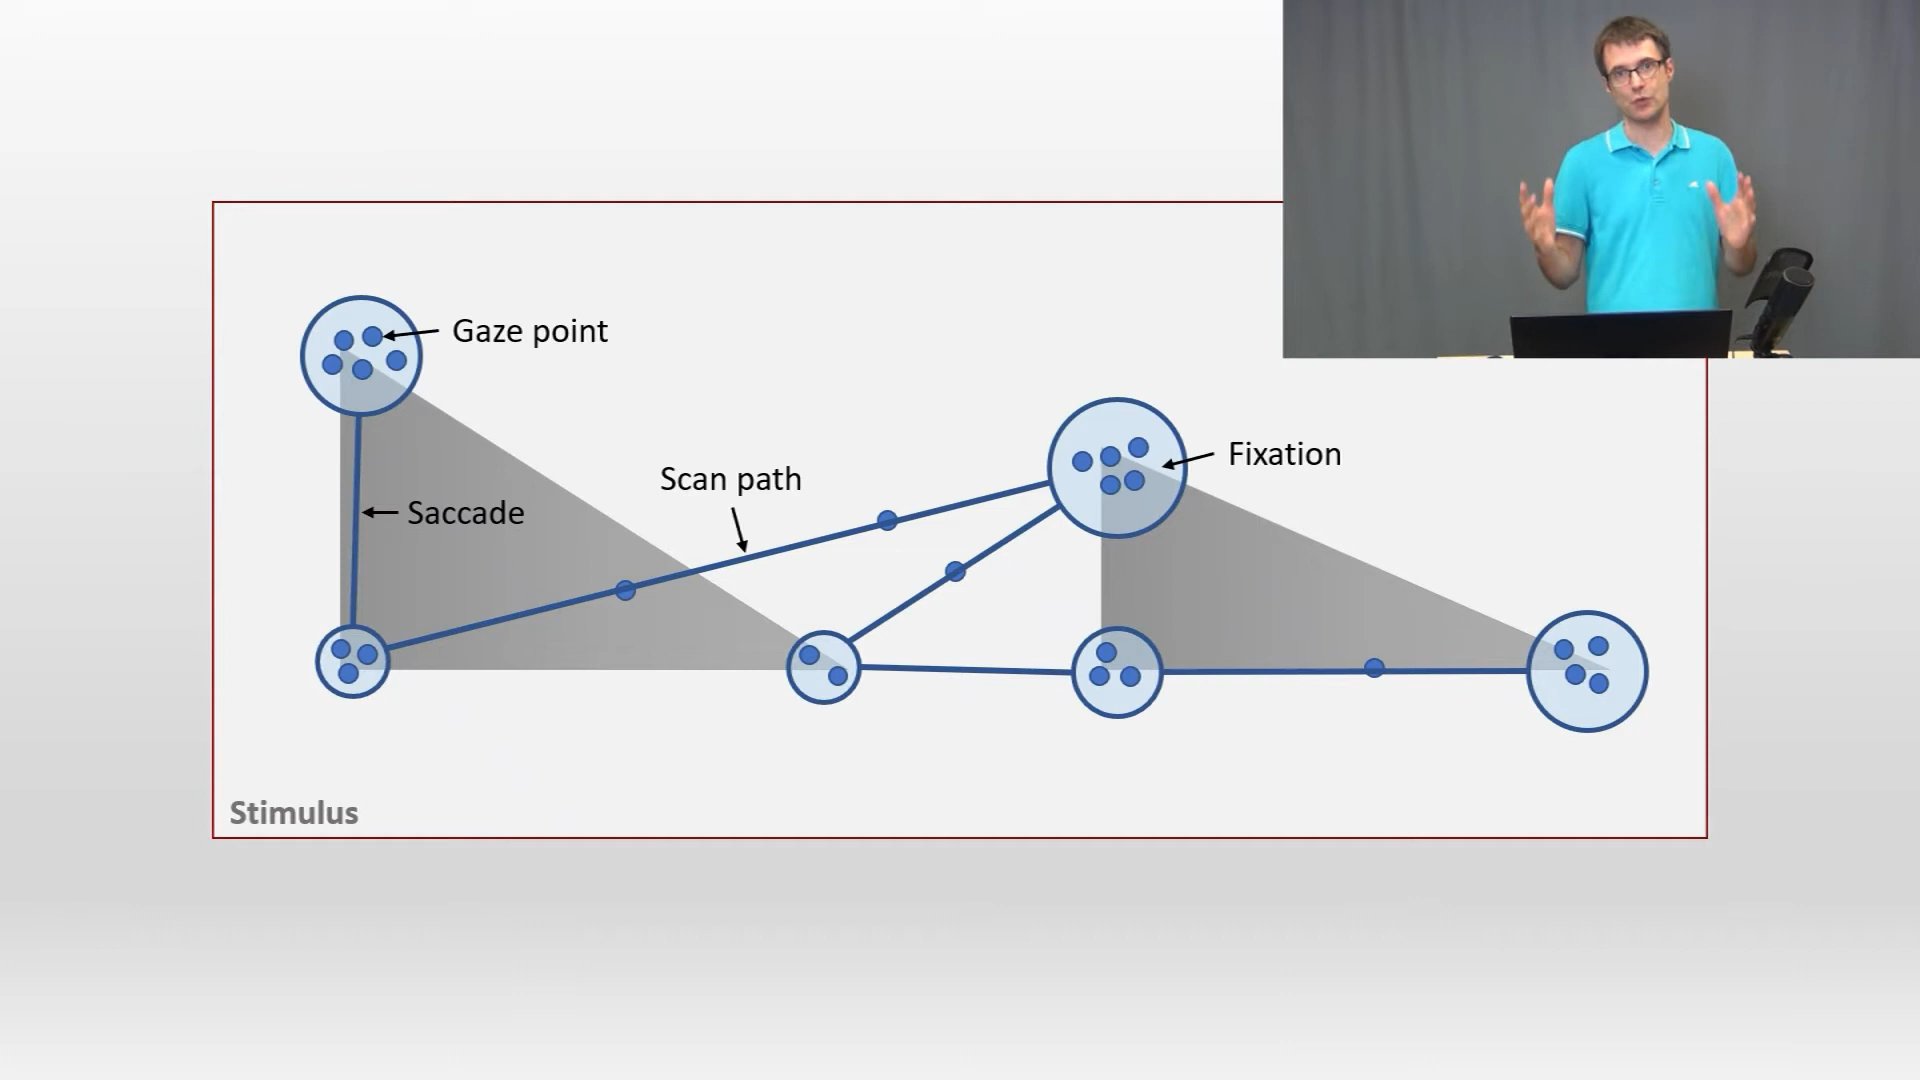 Gaze point
Fixation
Scan path
Saccade
Stimulus